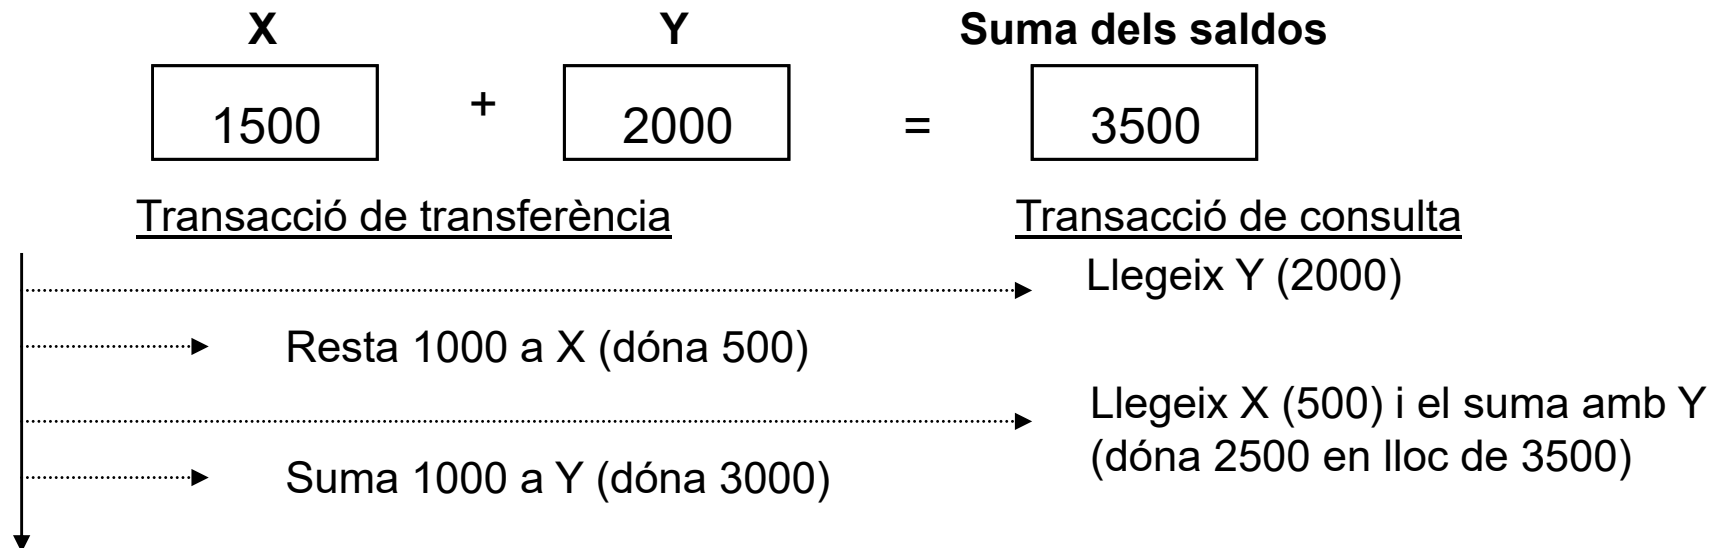 X Y Suma dels saldos
1500 + 2000 = 3500
Transacció de transferència Transacció de consulta
Llegeix Y (2000)
Resta 1000 a X (dóna 500)
Llegeix X (500) i el suma amb Y
(dóna 2500 en lloc de 3500)
Suma 1000 a Y (dóna 3000)